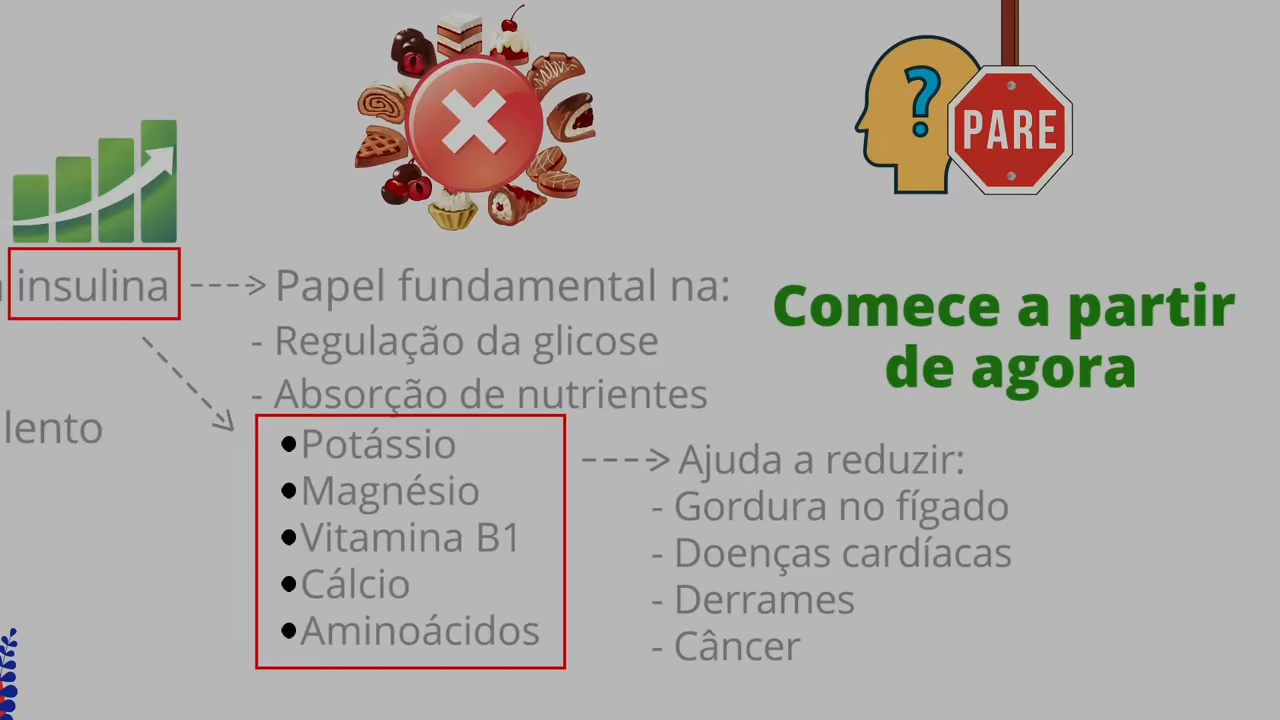 PARE
insulina
Papel fundamental na:
- Regulação da glicose
- Absorção de nutrientes
Comece a partir
de agora
lento
•Potássio
•Magnésio
•Vitamina B1
•Cálcio
•Aminoácidos
Ajuda a reduzir:
- Gordura no fígado
- Doenças cardíacas
- Derrames
- Câncer